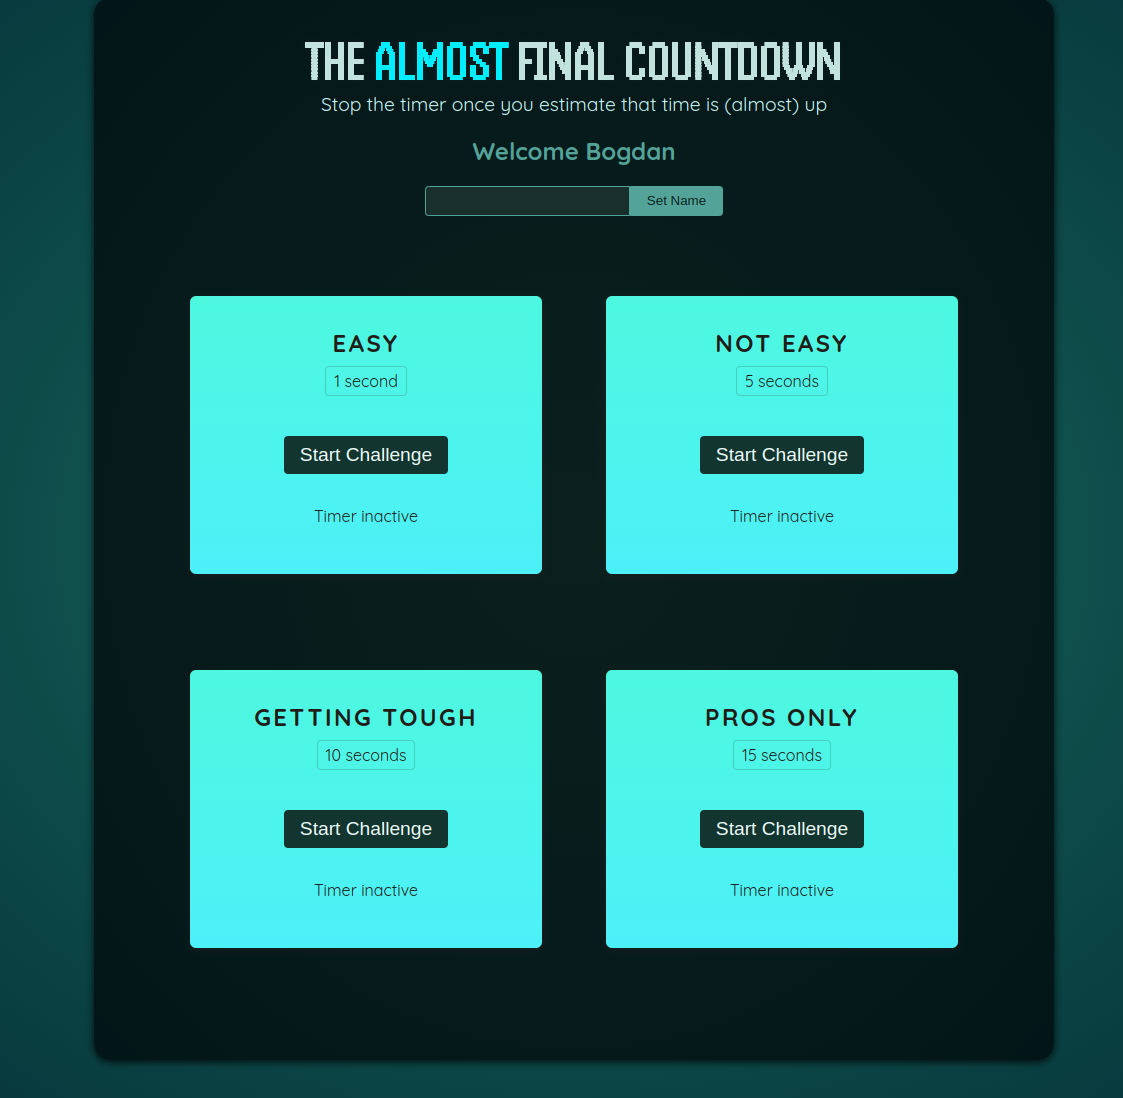 THE ALMOST FINAL COUNTDOWN
Stop the timer once you estimate that time is (almost) up
Welcome Bogdan
Set Name
EASY
1 second
Start Challenge
Timer inactive
NOT EASY
5 seconds
Start Challenge
Timer inactive
GETTING TOUGH
10 seconds
Start Challenge
Timer inactive
PROS ONLY
15 seconds
Start Challenge
Timer inactive